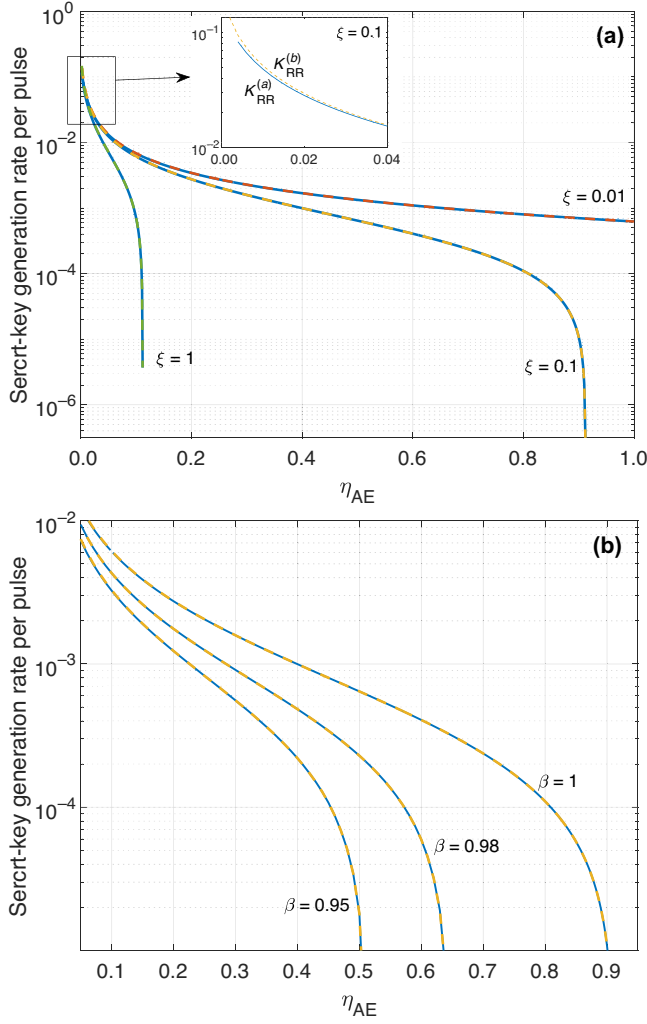 (a)
Sercrt-key generation rate per pulse
10⁰
10⁻²
10⁻⁴
10⁻⁶
10⁻¹
10⁻²
ξ = 0.1
K_RR^(b)
K_RR^(a)
0.00 0.02 0.04
ξ = 0.01
ξ = 1
ξ = 0.1
0.0 0.2 0.4 0.6 0.8 1.0
η_AE
(b)
Sercrt-key generation rate per pulse
10⁻²
10⁻³
10⁻⁴
β = 1
β = 0.98
β = 0.95
0.1 0.2 0.3 0.4 0.5 0.6 0.7 0.8 0.9
η_AE